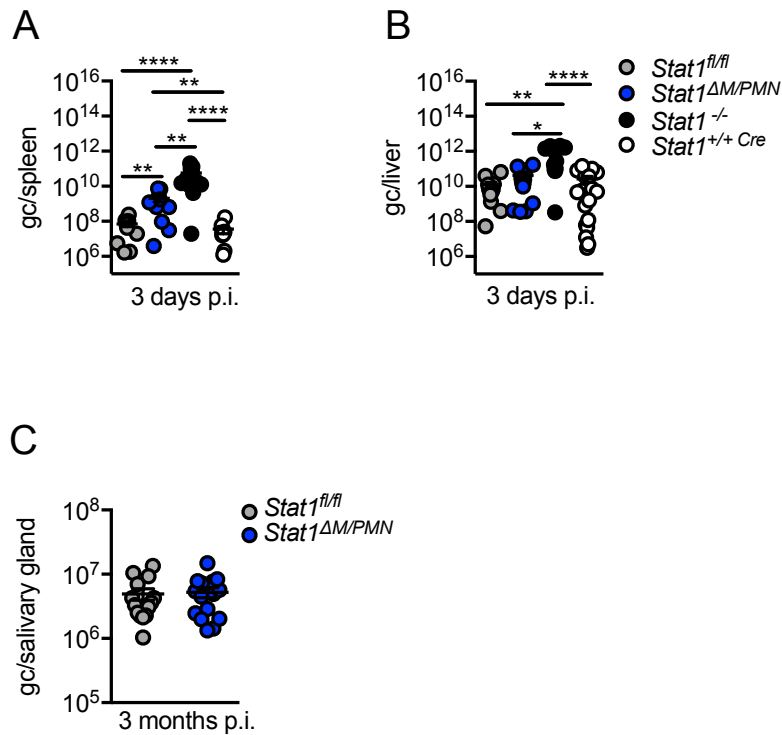 A
gc/spleen
10^16
10^14
10^12
10^10
10^8
10^6
****
**
****
**
**
3 days p.i.
B
gc/liver
10^16
10^14
10^12
10^10
10^8
10^6
****
**
*
3 days p.i.
Stat1^fl/fl
Stat1^ΔM/PMN
Stat1^-/-
Stat1^+/+ Cre
C
gc/salivary gland
10^8
10^7
10^6
10^5
3 months p.i.
Stat1^fl/fl
Stat1^ΔM/PMN